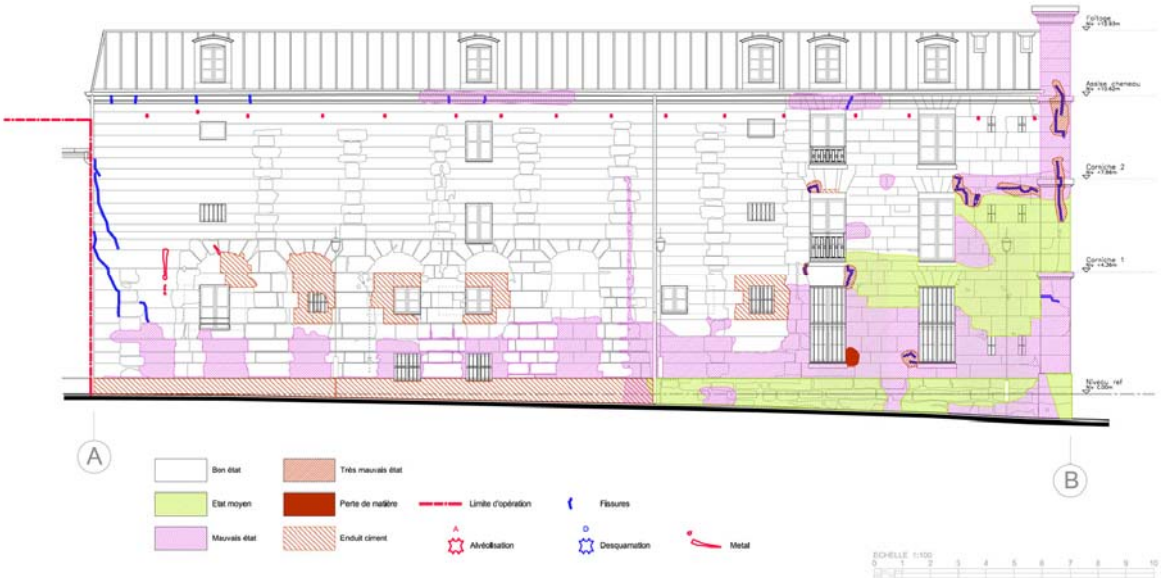 Faîtage
Assise cheneau
Corniche 2
Corniche 1
Niveau ref
A
B
Bon état
Très mauvais état
Etat moyen
Perte de matière
Limite d'opération
Fissures
Mauvais état
Enduit ciment
A
Alvéolisation
D
Desquamation
Metal
ECHELLE 1:100
0 1 2 3 4 5 6 7 8 9 10